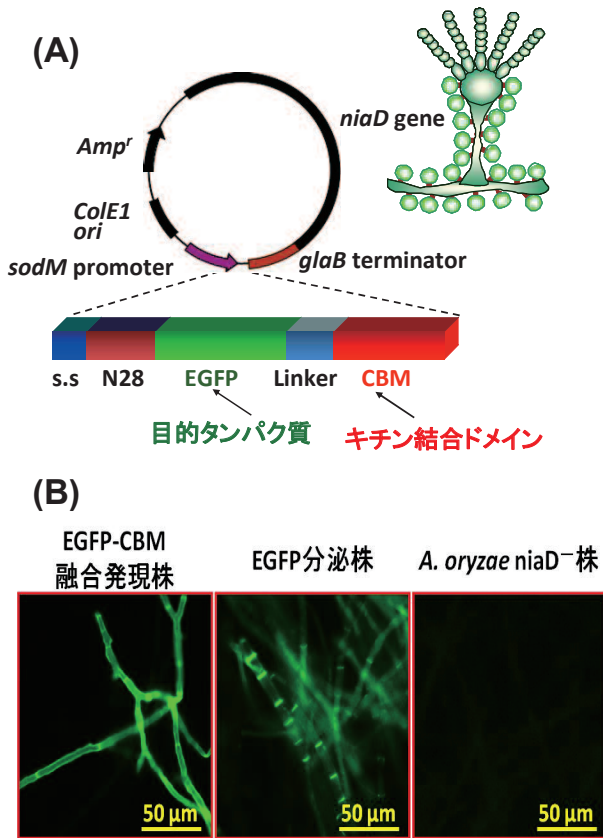 (A)
niaD gene
Ampʳ
ColE1
ori
sodM promoter
glaB terminator
s.s N28 EGFP Linker CBM
目的タンパク質 キチン結合ドメイン
(B)
EGFP-CBM
融合発現株
EGFP分泌株
A. oryzae niaD⁻株
50 μm 50 μm 50 μm